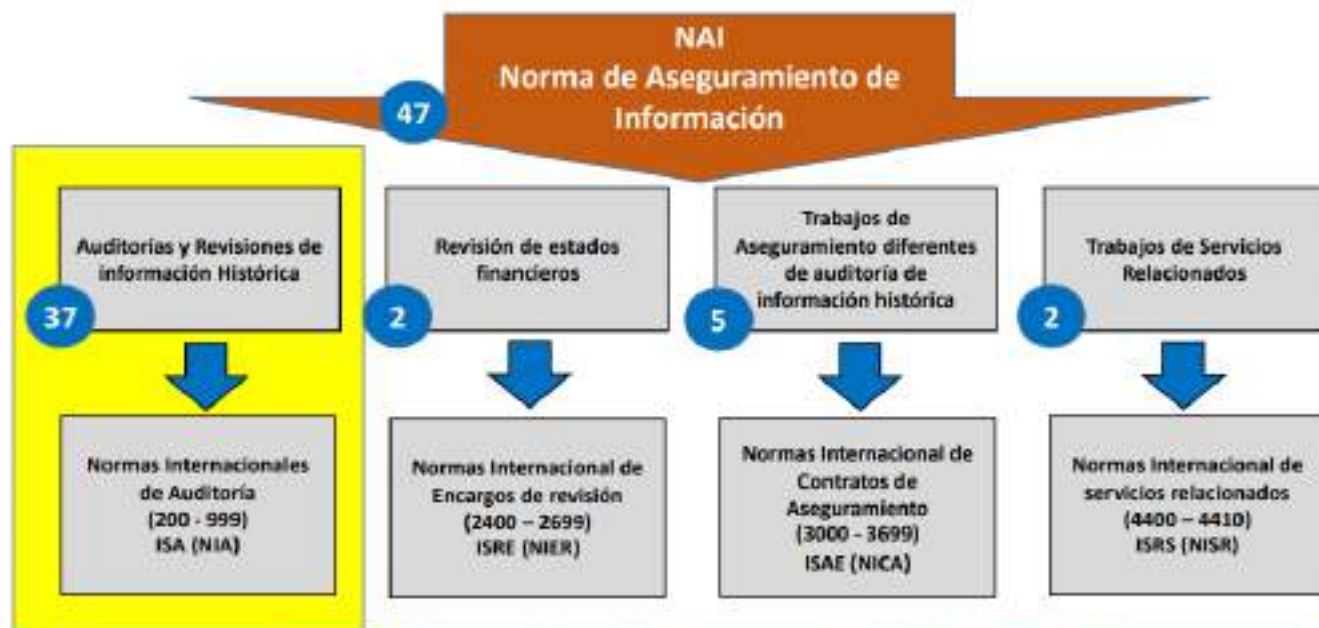 NAI
Norma de Aseguramiento de
Información
47
Auditorías y Revisiones de
información Histórica
37
Normas Internacionales
de Auditoría
(200 - 999)
ISA (NIA)
Revisión de estados
financieros
2
Normas Internacional de
Encargos de revisión
(2400 – 2699)
ISRE (NIER)
Trabajos de
Aseguramiento diferentes
de auditoría de
información histórica
5
Normas Internacional de
Contratos de
Aseguramiento
(3000 - 3699)
ISAE (NICA)
Trabajos de Servicios
Relacionados
2
Normas Internacional de
servicios relacionados
(4400 – 4410)
ISRS (NISR)